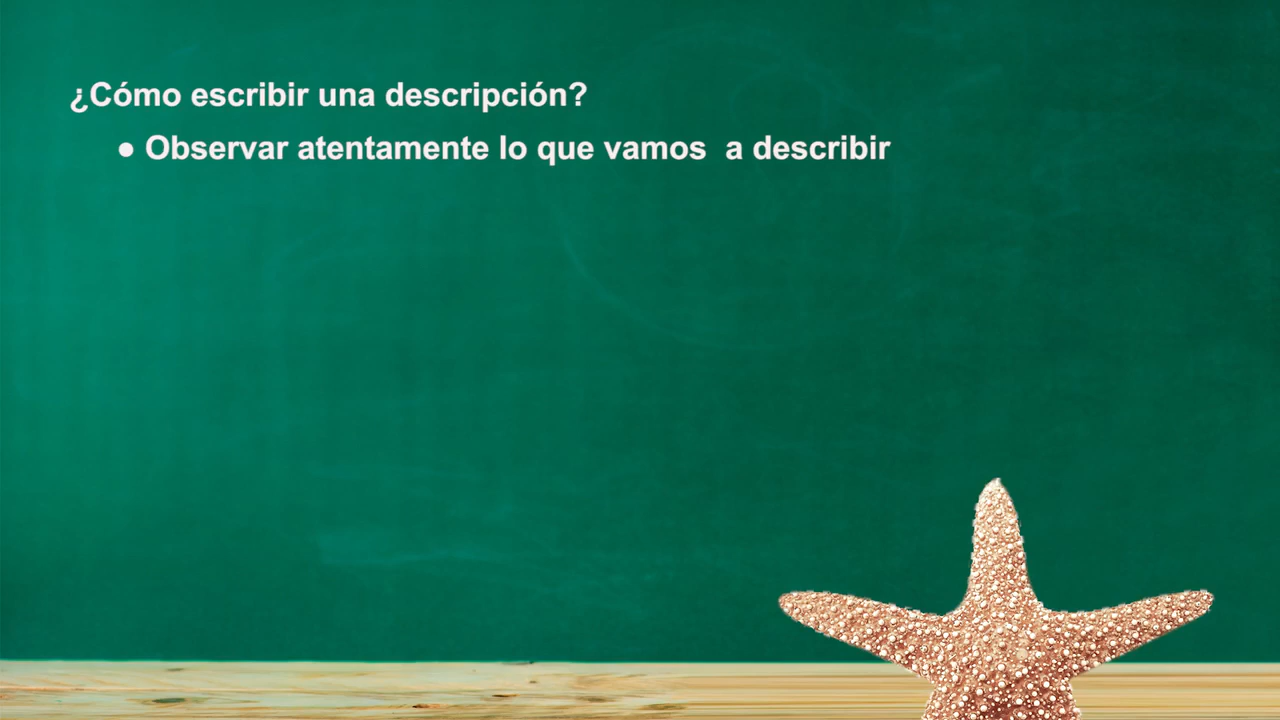 ¿Cómo escribir una descripción?
● Observar atentamente lo que vamos  a describir